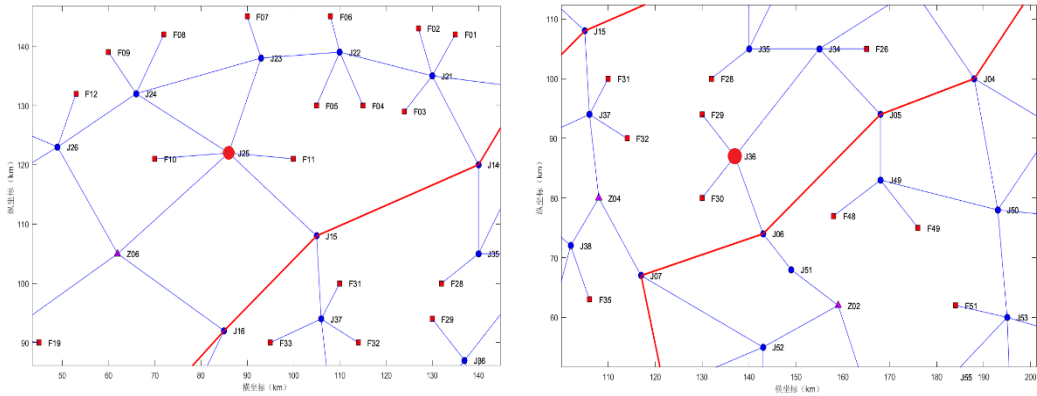 F07
F06
F08
F02
F01
F09
J23
J22
J21
F12
J24
F05
F04
F03
J26
J25
F10
F11
J14
Z06
J15
J35
F31
F28
F19
J16
J37
F29
F33
F32
J36
140
130
120
110
100
90
纵坐标（km）
50
60
70
80
90
100
110
120
130
140
横坐标（km）
J15
J35
J34
F26
F31
F28
J04
J37
F29
J05
F32
J36
J49
Z04
F30
F48
J50
F49
J38
J06
J07
J51
F35
Z02
F51
J53
J52
J55
110
100
90
80
70
60
纵坐标（km）
110
120
130
140
150
160
170
180
190
200
横坐标（km）